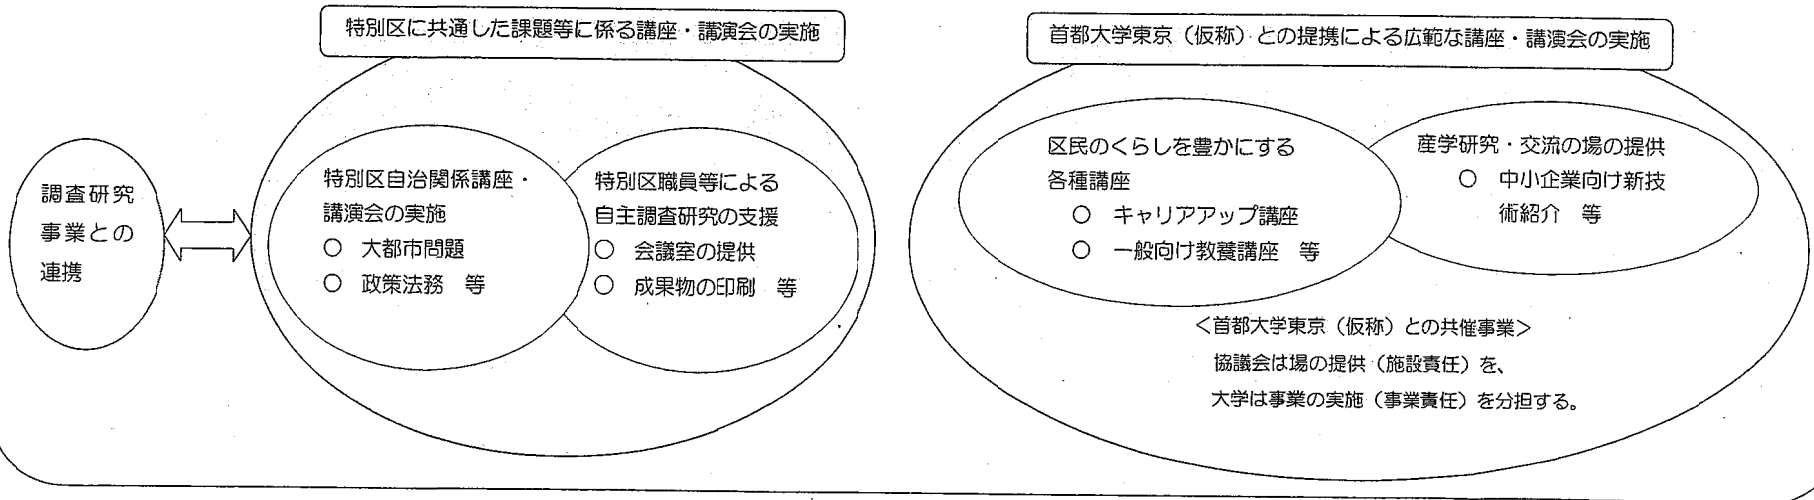 特別区に共通した課題等に係る講座・講演会の実施
首都大学東京(仮称)との提携による広範な講座・講演会の実施
調査研究
事業との
連携
特別区自治関係講座・
講演会の実施
○ 大都市問題
○ 政策法務 等
特別区職員等による
自主調査研究の支援
○ 会議室の提供
○ 成果物の印刷 等
区民のくらしを豊かにする
各種講座
○ キャリアアップ講座
○ 一般向け教養講座 等
産学研究・交流の場の提供
○ 中小企業向け新技
術紹介 等
<首都大学東京(仮称)との共催事業>
協議会は場の提供(施設責任)を、
大学は事業の実施(事業責任)を分担する。